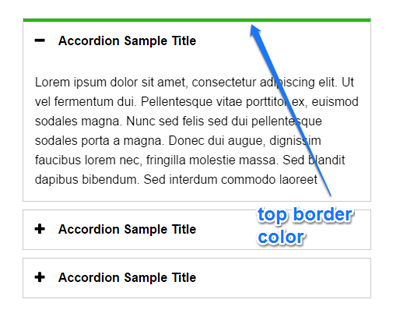 Accordion Sample Title
Lorem ipsum dolor sit amet, consectetur adipiscing elit. Ut
vel fermentum dui. Pellentesque vitae porttitor ex, euismod
sodales magna. Nunc sed felis sed dui pellentesque
sodales porta a magna. Donec dui augue, dignissim
faucibus lorem nec, fringilla molestie massa. Sed blandit
dapibus bibendum. Sed interdum commodo laoreet
top border
color
Accordion Sample Title
Accordion Sample Title